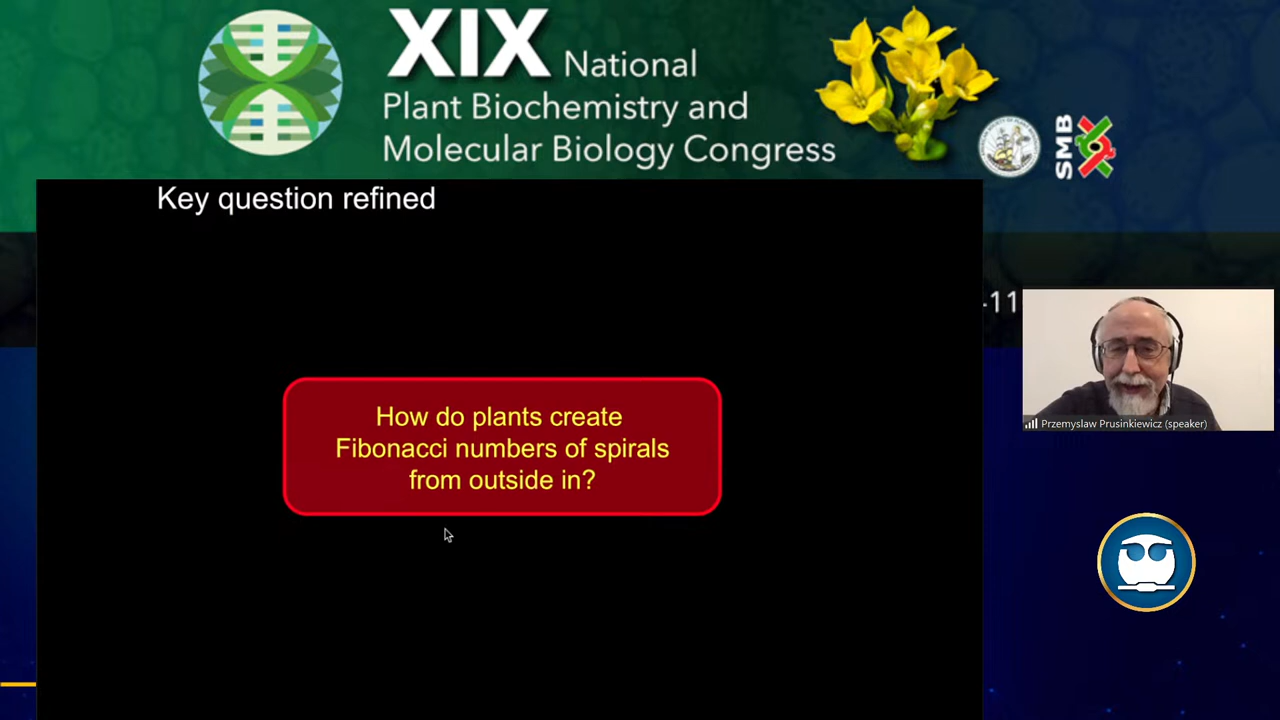 XIX National
Plant Biochemistry and
Molecular Biology Congress
SMB
Key question refined
How do plants create
Fibonacci numbers of spirals
from outside in?
-11
Przemyslaw Prusinkiewicz (speaker)